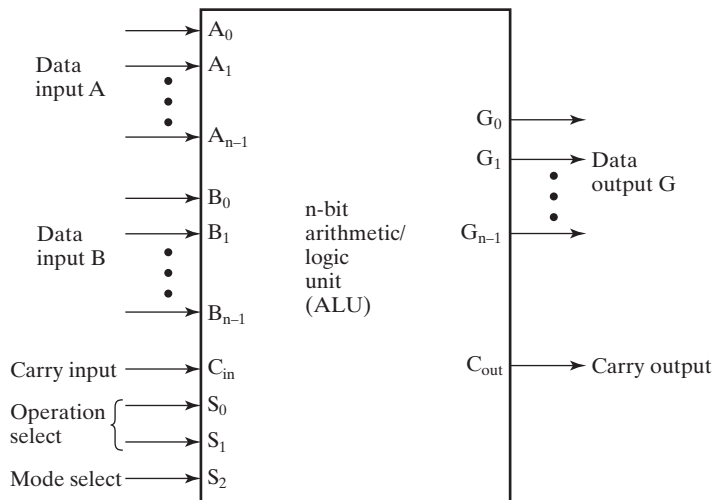 Data
input A
A₀
A₁
Aₙ₋₁
Data
input B
B₀
B₁
Bₙ₋₁
Carry input
Cᵢₙ
Operation
select
S₀
S₁
Mode select
S₂
n-bit
arithmetic/
logic
unit
(ALU)
G₀
G₁
Gₙ₋₁
Data
output G
C_out
Carry output